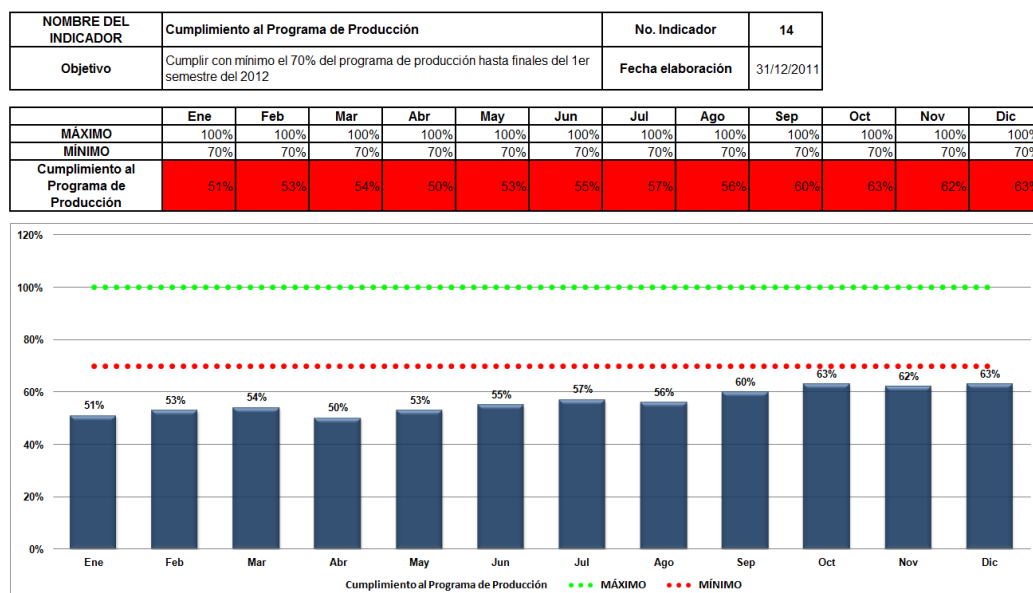 NOMBRE DEL INDICADOR Cumplimiento al Programa de Producción No. Indicador 14
Objetivo Cumplir con mínimo el 70% del programa de producción hasta finales del 1er semestre del 2012 Fecha elaboración 31/12/2011
Ene Feb Mar Abr May Jun Jul Ago Sep Oct Nov Dic
MÁXIMO 100% 100% 100% 100% 100% 100% 100% 100% 100% 100% 100% 100%
MÍNIMO 70% 70% 70% 70% 70% 70% 70% 70% 70% 70% 70% 70%
Cumplimiento al Programa de Producción 51% 53% 54% 50% 53% 55% 57% 56% 60% 63% 62% 63%
120%
100%
80%
60%
40%
20%
0%
51% 53% 54% 50% 53% 55% 57% 56% 60% 63% 62% 63%
Ene Feb Mar Abr May Jun Jul Ago Sep Oct Nov Dic
Cumplimiento al Programa de Producción MÁXIMO MÍNIMO